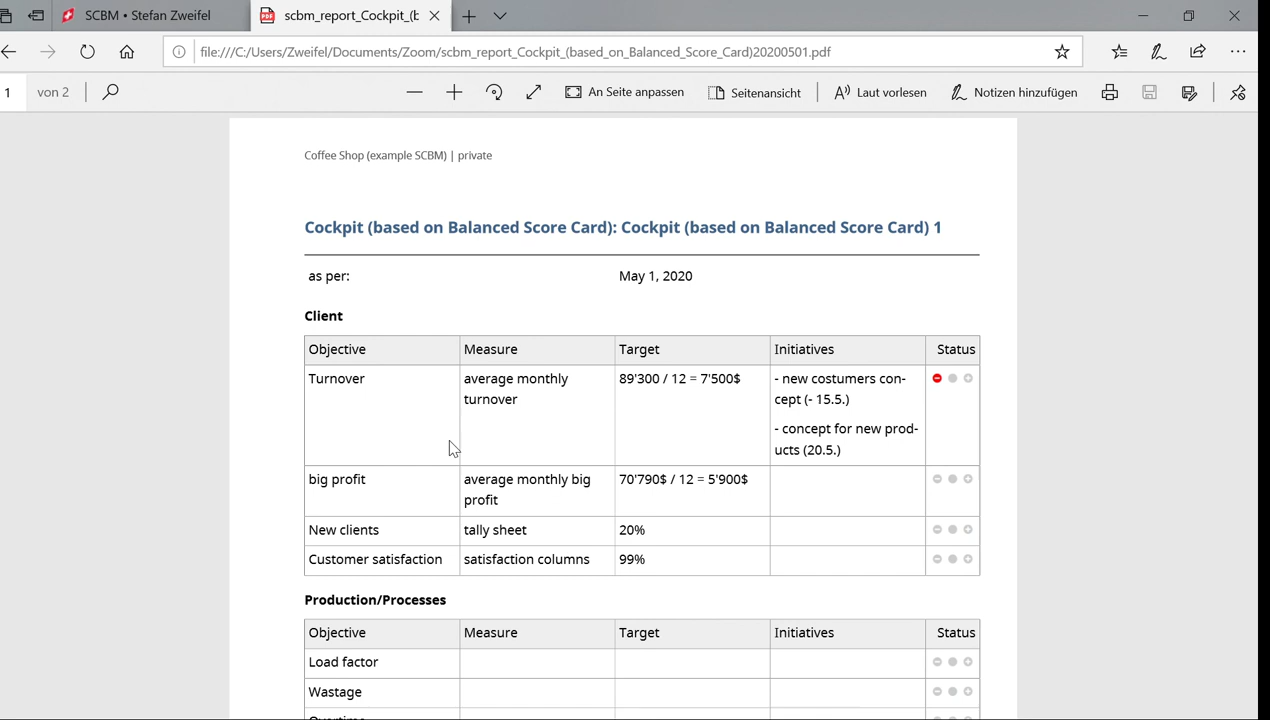 SCBM • Stefan Zweifel
scbm_report_Cockpit_(b
file:///C:/Users/Zweifel/Documents/Zoom/scbm_report_Cockpit_(based_on_Balanced_Score_Card)20200501.pdf
1 von 2 An Seite anpassen Seitenansicht Laut vorlesen Notizen hinzufügen
Coffee Shop (example SCBM) | private
Cockpit (based on Balanced Score Card): Cockpit (based on Balanced Score Card) 1
as per: May 1, 2020
Client
Objective Measure Target Initiatives Status
Turnover average monthly 89'300 / 12 = 7'500$ - new costumers con-
turnover cept (- 15.5.)
- concept for new prod-
ucts (20.5.)
big profit average monthly big 70'790$ / 12 = 5'900$
profit
New clients tally sheet 20%
Customer satisfaction satisfaction columns 99%
Production/Processes
Objective Measure Target Initiatives Status
Load factor
Wastage